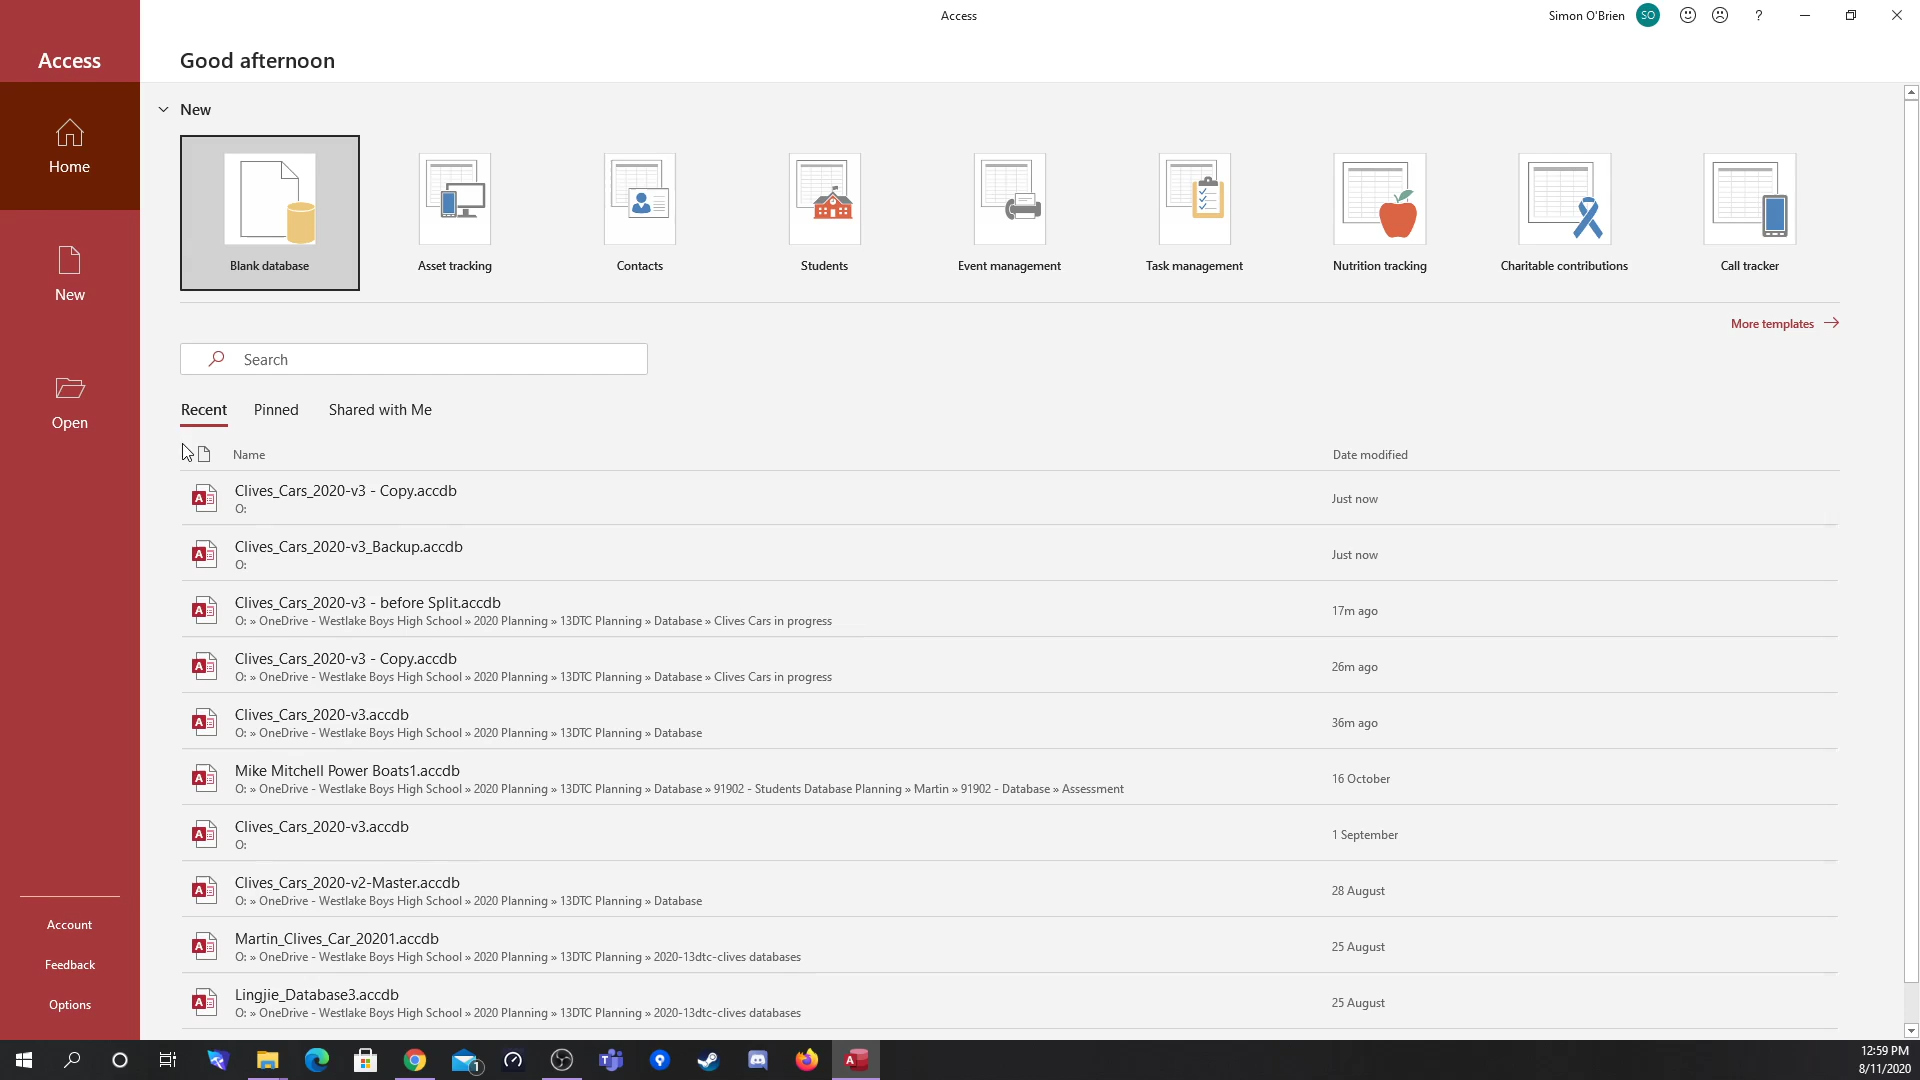 Access
Simon O'Brien SO
?
Access
Good afternoon
New
Home
New
Open
Blank database
Asset tracking
Contacts
Students
Event management
Task management
Nutrition tracking
Charitable contributions
Call tracker
More templates
Search
Recent Pinned Shared with Me
Name Date modified
Clives_Cars_2020-v3 - Copy.accdb
O:
Just now
Clives_Cars_2020-v3_Backup.accdb
O:
Just now
Clives_Cars_2020-v3 - before Split.accdb
O: » OneDrive - Westlake Boys High School » 2020 Planning » 13DTC Planning » Database » Clives Cars in progress
17m ago
Clives_Cars_2020-v3 - Copy.accdb
O: » OneDrive - Westlake Boys High School » 2020 Planning » 13DTC Planning » Database » Clives Cars in progress
26m ago
Clives_Cars_2020-v3.accdb
O: » OneDrive - Westlake Boys High School » 2020 Planning » 13DTC Planning » Database
36m ago
Mike Mitchell Power Boats1.accdb
O: » OneDrive - Westlake Boys High School » 2020 Planning » 13DTC Planning » Database » 91902 - Students Database Planning » Martin » 91902 - Database » Assessment
16 October
Clives_Cars_2020-v3.accdb
O:
1 September
Clives_Cars_2020-v2-Master.accdb
O: » OneDrive - Westlake Boys High School » 2020 Planning » 13DTC Planning » Database
28 August
Martin_Clives_Car_20201.accdb
O: » OneDrive - Westlake Boys High School » 2020 Planning » 13DTC Planning » 2020-13dtc-clives databases
25 August
Lingjie_Database3.accdb
O: » OneDrive - Westlake Boys High School » 2020 Planning » 13DTC Planning » 2020-13dtc-clives databases
25 August
Account
Feedback
Options
1
12:59 PM
8/11/2020